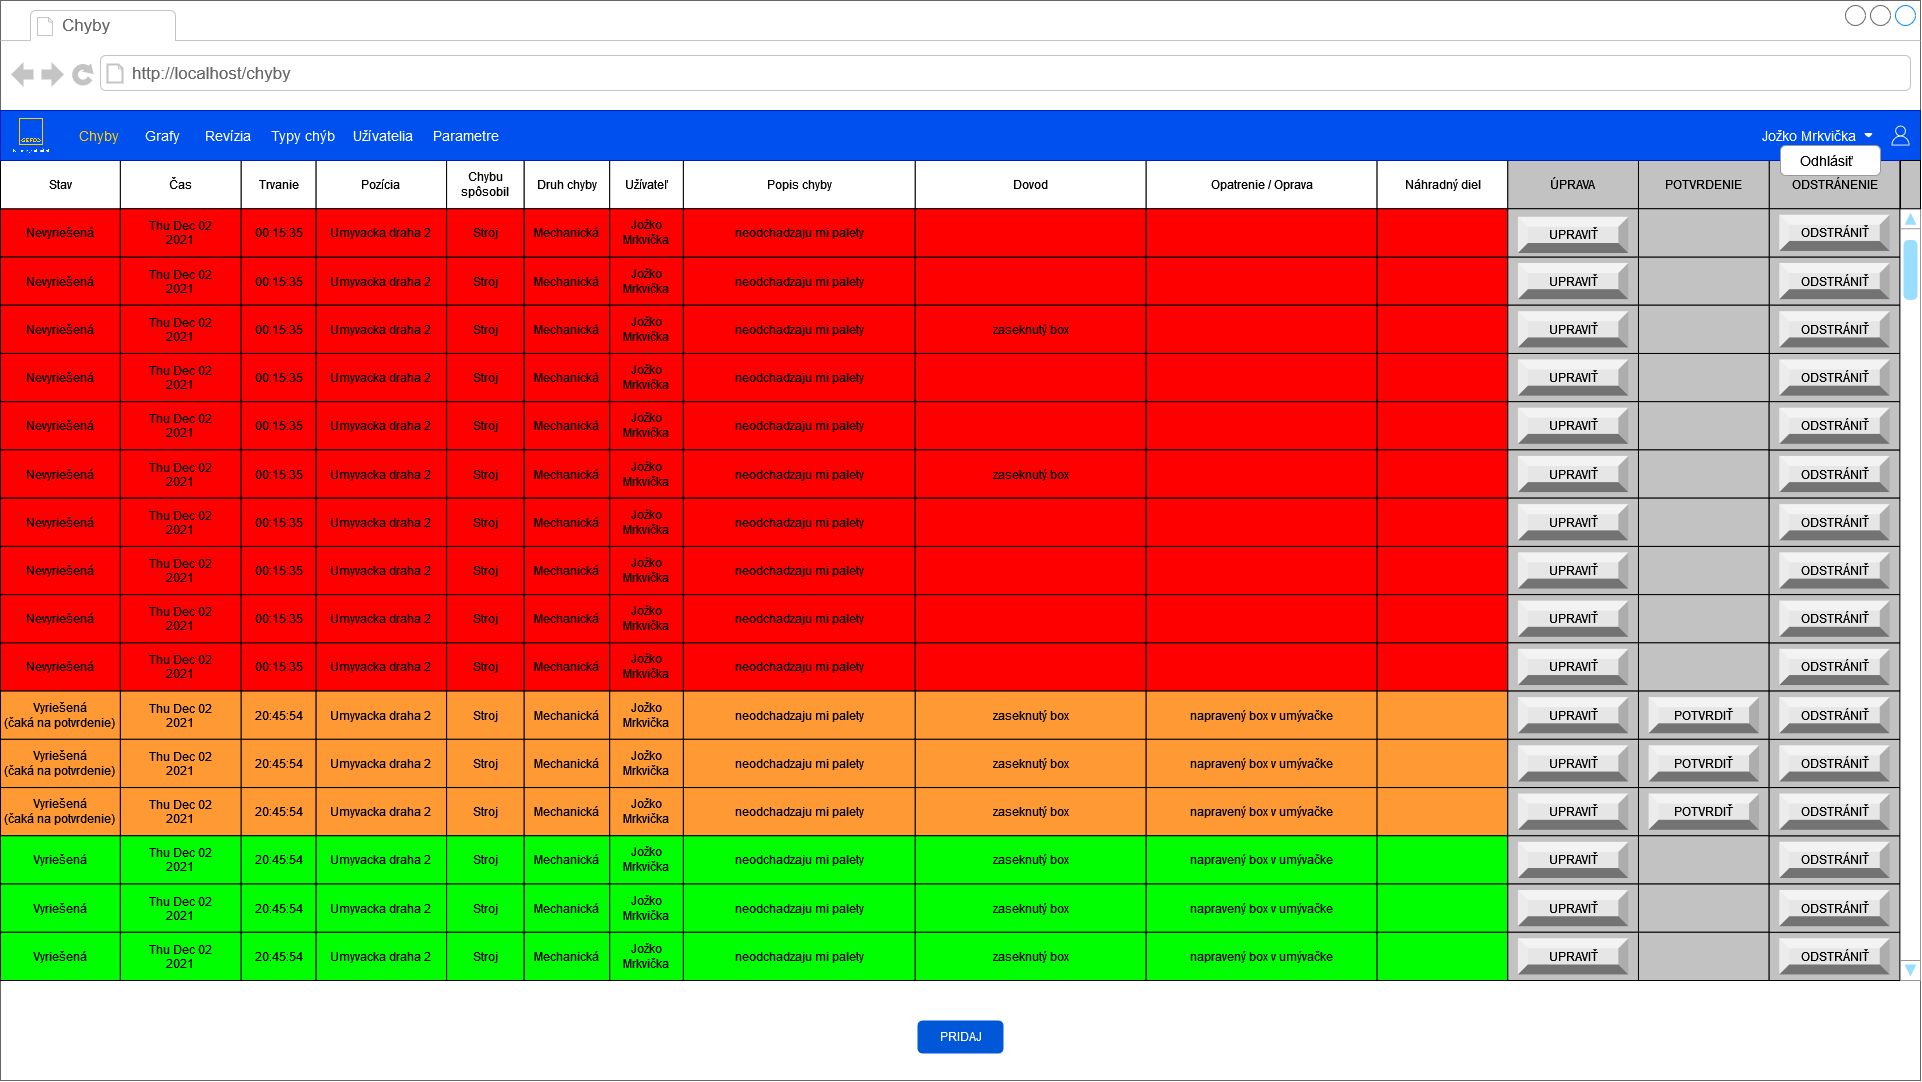 Chyby
http://localhost/chyby
GEFCO
Chyby Grafy Revízia Typy chýb Užívatelia Parametre Jožko Mrkvička
Odhlásiť
Stav Čas Trvanie Pozícia Chybu spôsobil Druh chyby Užívateľ Popis chyby Dovod Opatrenie / Oprava Náhradný diel ÚPRAVA POTVRDENIE ODSTRÁNENIE
Nevyriešená Thu Dec 02 2021 00:15:35 Umyvacka draha 2 Stroj Mechanická Jožko Mrkvička neodchadzaju mi palety UPRAVIŤ ODSTRÁNIŤ
Nevyriešená Thu Dec 02 2021 00:15:35 Umyvacka draha 2 Stroj Mechanická Jožko Mrkvička neodchadzaju mi palety UPRAVIŤ ODSTRÁNIŤ
Nevyriešená Thu Dec 02 2021 00:15:35 Umyvacka draha 2 Stroj Mechanická Jožko Mrkvička neodchadzaju mi palety zaseknutý box UPRAVIŤ ODSTRÁNIŤ
Nevyriešená Thu Dec 02 2021 00:15:35 Umyvacka draha 2 Stroj Mechanická Jožko Mrkvička neodchadzaju mi palety UPRAVIŤ ODSTRÁNIŤ
Nevyriešená Thu Dec 02 2021 00:15:35 Umyvacka draha 2 Stroj Mechanická Jožko Mrkvička neodchadzaju mi palety UPRAVIŤ ODSTRÁNIŤ
Nevyriešená Thu Dec 02 2021 00:15:35 Umyvacka draha 2 Stroj Mechanická Jožko Mrkvička neodchadzaju mi palety zaseknutý box UPRAVIŤ ODSTRÁNIŤ
Nevyriešená Thu Dec 02 2021 00:15:35 Umyvacka draha 2 Stroj Mechanická Jožko Mrkvička neodchadzaju mi palety UPRAVIŤ ODSTRÁNIŤ
Nevyriešená Thu Dec 02 2021 00:15:35 Umyvacka draha 2 Stroj Mechanická Jožko Mrkvička neodchadzaju mi palety UPRAVIŤ ODSTRÁNIŤ
Nevyriešená Thu Dec 02 2021 00:15:35 Umyvacka draha 2 Stroj Mechanická Jožko Mrkvička neodchadzaju mi palety UPRAVIŤ ODSTRÁNIŤ
Nevyriešená Thu Dec 02 2021 00:15:35 Umyvacka draha 2 Stroj Mechanická Jožko Mrkvička neodchadzaju mi palety UPRAVIŤ ODSTRÁNIŤ
Vyriešená (čaká na potvrdenie) Thu Dec 02 2021 20:45:54 Umyvacka draha 2 Stroj Mechanická Jožko Mrkvička neodchadzaju mi palety zaseknutý box napravený box v umývačke UPRAVIŤ POTVRDIŤ ODSTRÁNIŤ
Vyriešená (čaká na potvrdenie) Thu Dec 02 2021 20:45:54 Umyvacka draha 2 Stroj Mechanická Jožko Mrkvička neodchadzaju mi palety zaseknutý box napravený box v umývačke UPRAVIŤ POTVRDIŤ ODSTRÁNIŤ
Vyriešená (čaká na potvrdenie) Thu Dec 02 2021 20:45:54 Umyvacka draha 2 Stroj Mechanická Jožko Mrkvička neodchadzaju mi palety zaseknutý box napravený box v umývačke UPRAVIŤ POTVRDIŤ ODSTRÁNIŤ
Vyriešená Thu Dec 02 2021 20:45:54 Umyvacka draha 2 Stroj Mechanická Jožko Mrkvička neodchadzaju mi palety zaseknutý box napravený box v umývačke UPRAVIŤ ODSTRÁNIŤ
Vyriešená Thu Dec 02 2021 20:45:54 Umyvacka draha 2 Stroj Mechanická Jožko Mrkvička neodchadzaju mi palety zaseknutý box napravený box v umývačke UPRAVIŤ ODSTRÁNIŤ
Vyriešená Thu Dec 02 2021 20:45:54 Umyvacka draha 2 Stroj Mechanická Jožko Mrkvička neodchadzaju mi palety zaseknutý box napravený box v umývačke UPRAVIŤ ODSTRÁNIŤ
PRIDAJ